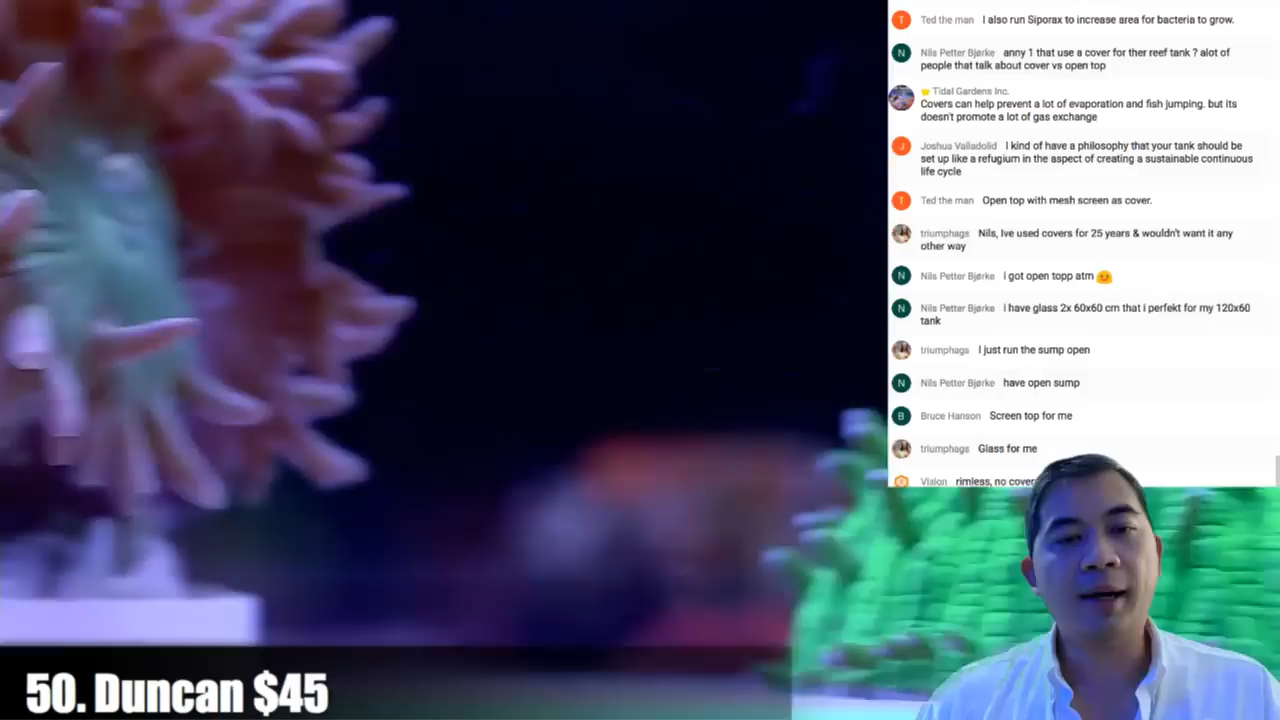 T Ted the man I also run Siporax to increase area for bacteria to grow.
N Nils Petter Bjørke anny 1 that use a cover for ther reef tank ? alot of
people that talk about cover vs open top
Tidal Gardens Inc.
Covers can help prevent a lot of evaporation and fish jumping. but its
doesn't promote a lot of gas exchange
J Joshua Valladolid I kind of have a philosophy that your tank should be
set up like a refugium in the aspect of creating a sustainable continuous
life cycle
T Ted the man Open top with mesh screen as cover.
triumphags Nils, Ive used covers for 25 years & wouldn't want it any
other way
N Nils Petter Bjørke i got open topp atm
N Nils Petter Bjørke i have glass 2x 60x60 cm that i perfekt for my 120x60
tank
triumphags I just run the sump open
N Nils Petter Bjørke have open sump
B Bruce Hanson Screen top for me
triumphags Glass for me
rimless, no cover
50. Duncan $45